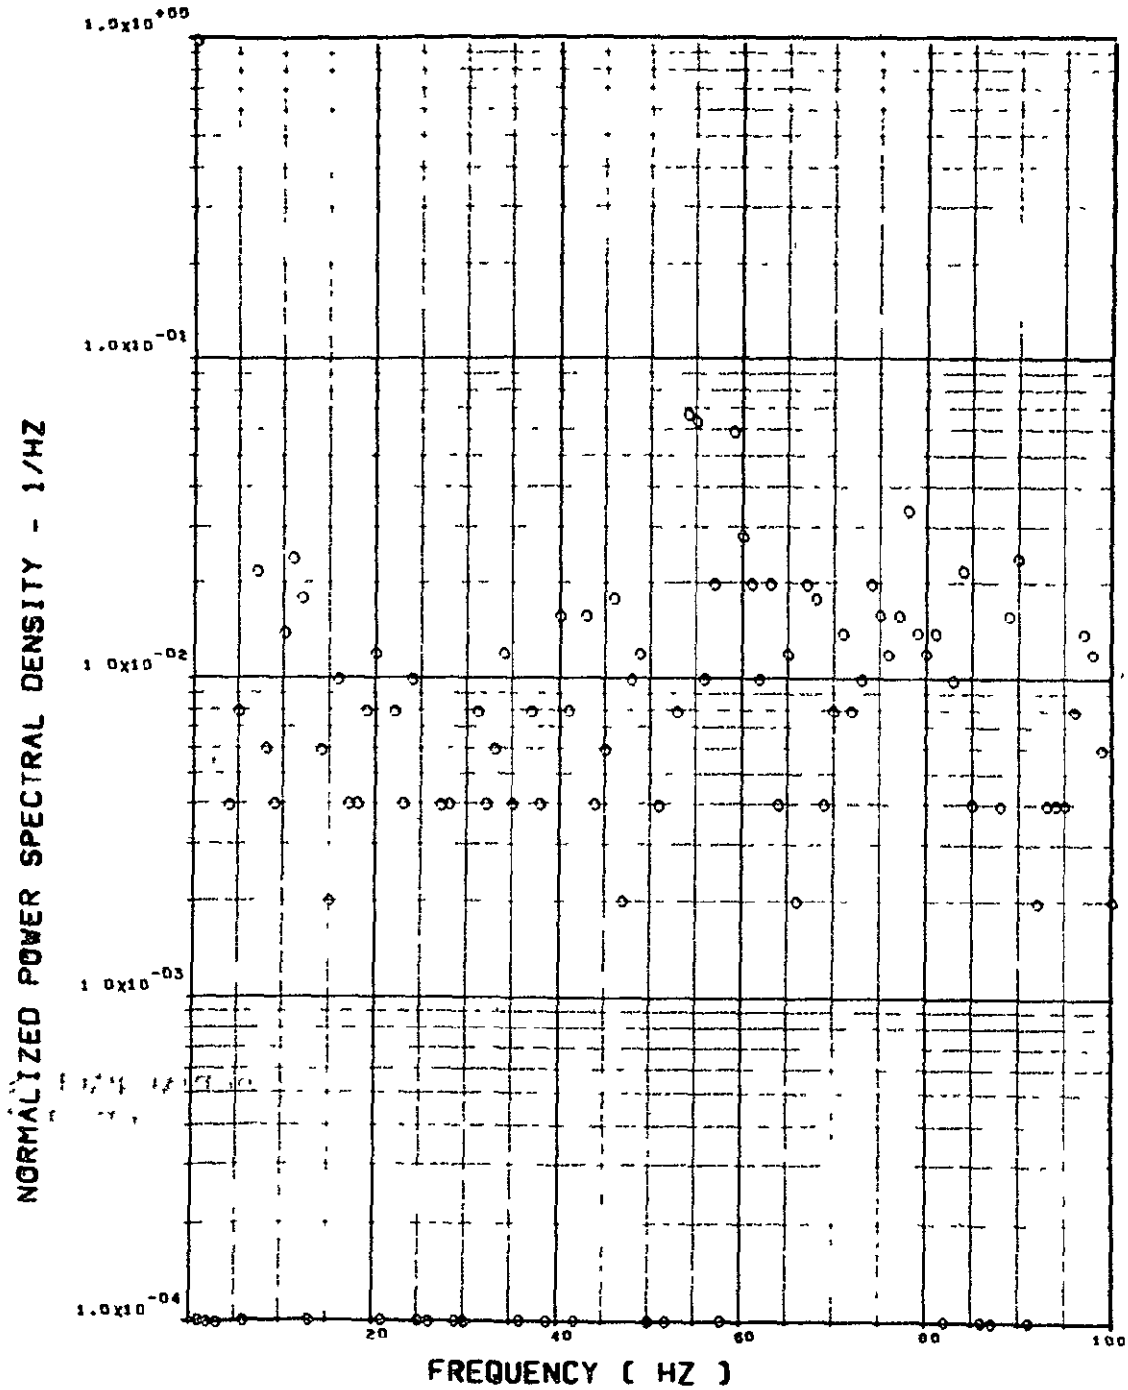 1.0x10+00
1.0x10-01
1 0x10-02
1 0x10-03
1.0x10-04
NORMALIZED POWER SPECTRAL DENSITY - 1/HZ
20 40 60 80 100
FREQUENCY ( HZ )